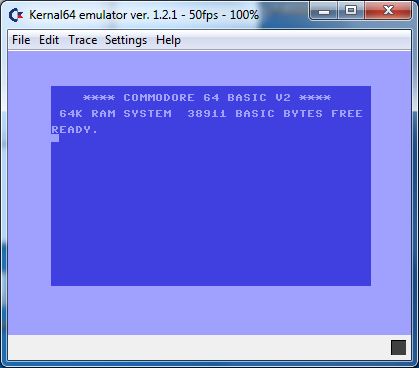 Kernal64 emulator ver. 1.2.1 - 50fps - 100%
File Edit Trace Settings Help
**** COMMODORE 64 BASIC V2 ****
64K RAM SYSTEM 38911 BASIC BYTES FREE
READY.